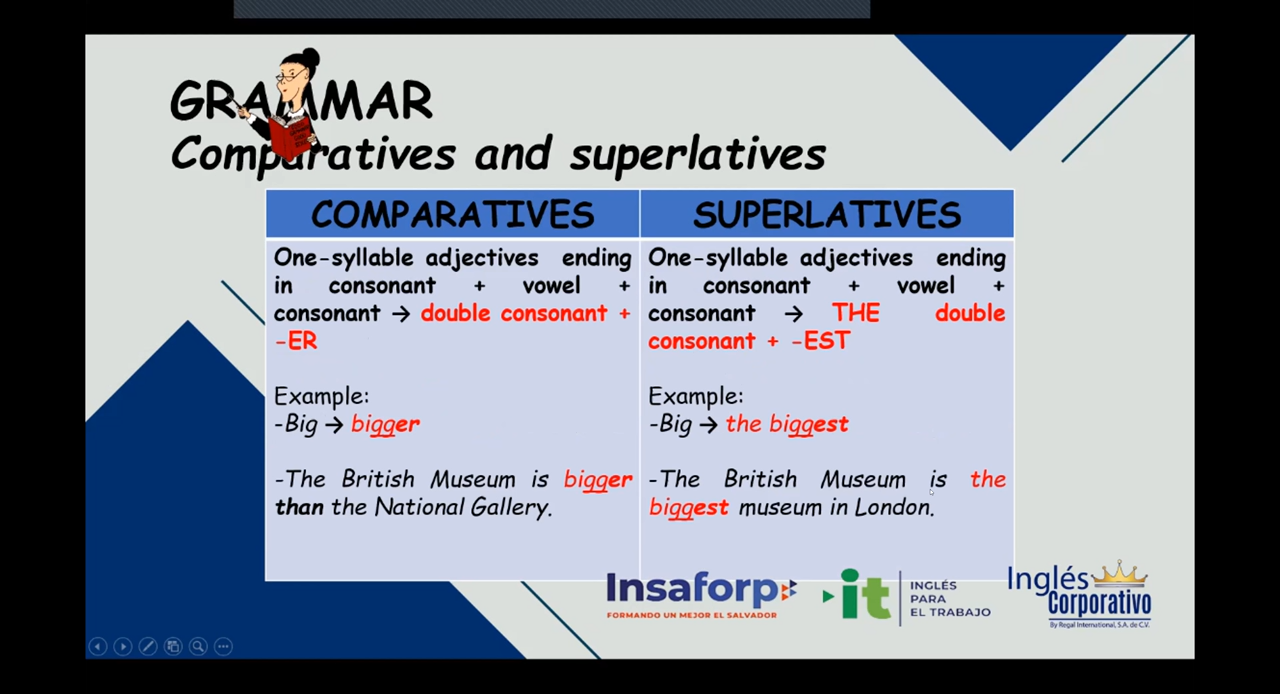 GRAMMAR
Comparatives and superlatives
COMPARATIVES
One-syllable adjectives ending
in consonant + vowel +
consonant → double consonant +
-ER
Example:
-Big → bigger
-The British Museum is bigger
than the National Gallery.
SUPERLATIVES
One-syllable adjectives ending
in consonant + vowel +
consonant → THE double
consonant + -EST
Example:
-Big → the biggest
-The British Museum is the
biggest museum in London.
Insaforp
FORMANDO UN MEJOR EL SALVADOR
it
INGLÉS
PARA
EL TRABAJO
Inglés
Corporativo
By Regal International, S.A. de C.V.